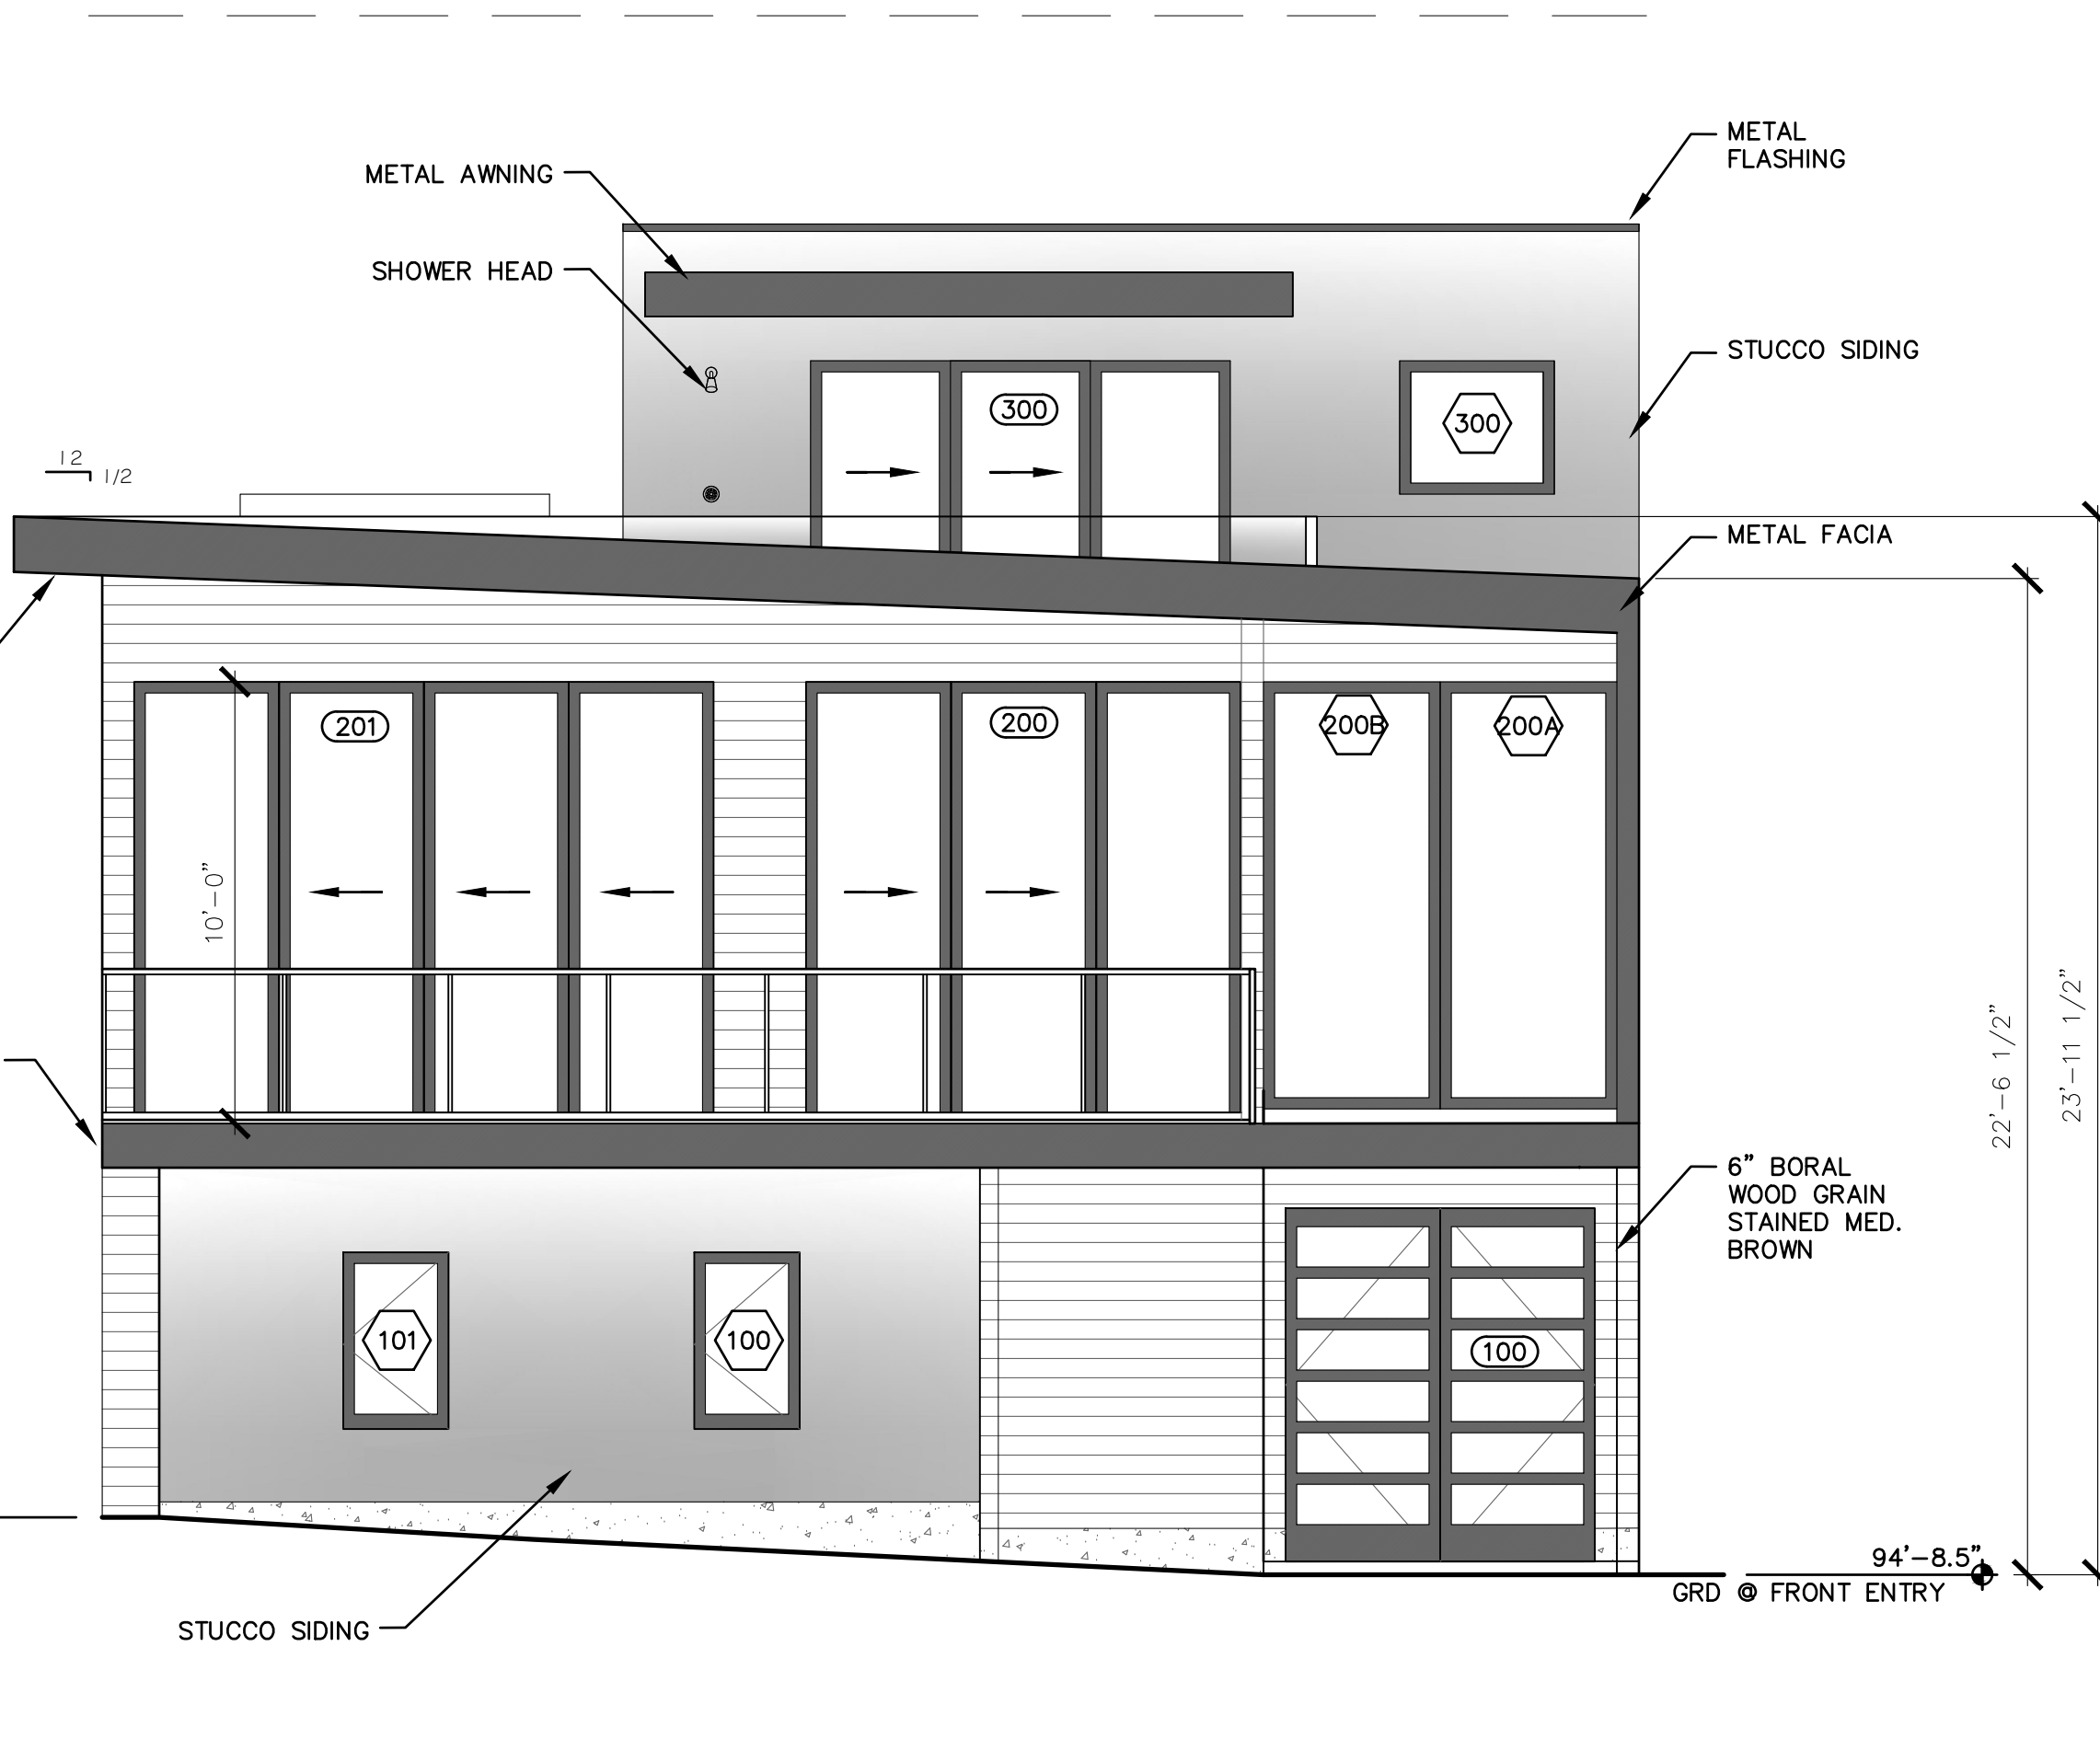 METAL
FLASHING
METAL AWNING
SHOWER HEAD
STUCCO SIDING
300
300
12
1/2
METAL FACIA
201
200
200B
200A
10'-0"
22'-6 1/2"
23'-11 1/2"
6" BORAL
WOOD GRAIN
STAINED MED.
BROWN
101
100
100
94'-8.5"
GRD @ FRONT ENTRY
STUCCO SIDING